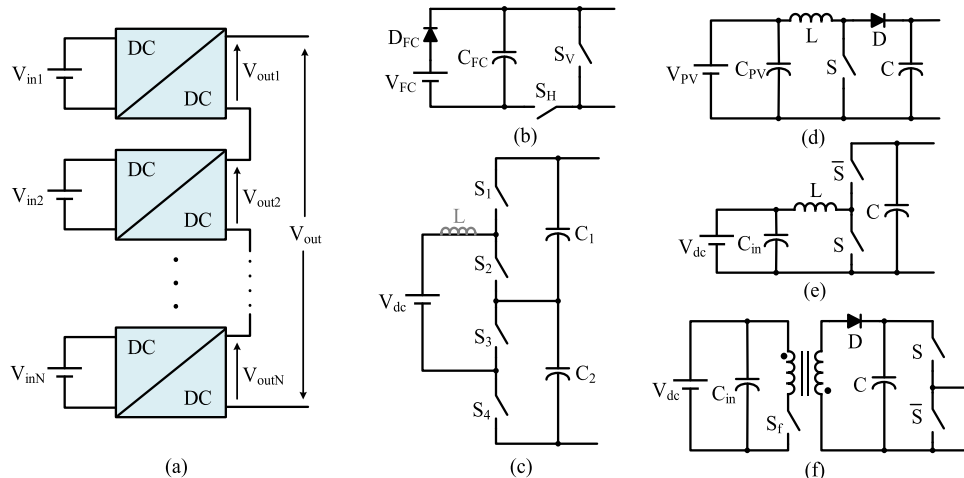 DC
DC
V_in1
V_out1
DC
DC
V_in2
V_out2
V_out
DC
DC
V_inN
V_outN
(a)
D_FC
V_FC
C_FC
S_V
S_H
(b)
S_1
L
S_2
C_1
V_dc
S_3
C_2
S_4
(c)
L
D
V_PV
C_PV
S
C
(d)
S̅
L
C
V_dc
C_in
S
(e)
D
V_dc
C_in
C
S
S_f
S̅
(f)